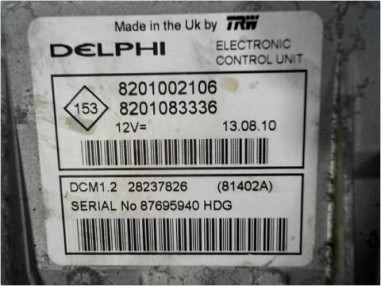 Made in the Uk by TRW
DELPHI ELECTRONIC
CONTROL UNIT
153
8201002106
8201083336
12V= 13.08.10
DCM1.2 28237826 (81402A)
SERIAL No 87695940 HDG